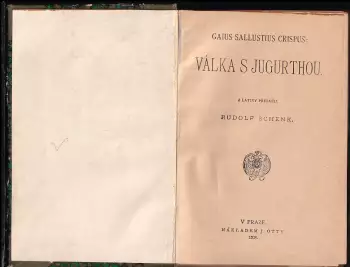 GAIUS SALLUSTIUS CRISPUS:
VÁLKA S JUGURTHOU.
Z LATINY PŘELOŽIL
RUDOLF SCHENK.
V PRAZE.
NÁKLADEM J. OTTY